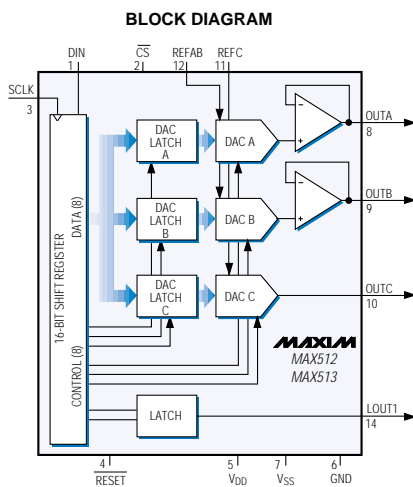 BLOCK DIAGRAM
DIN
1
CS
2
REFAB
12
REFC
11
SCLK
3
16-BIT SHIFT REGISTER
DATA (8)
CONTROL (8)
DAC
LATCH
A
DAC A
OUTA
8
DAC
LATCH
B
DAC B
OUTB
9
DAC
LATCH
C
DAC C
OUTC
10
MAXIM
MAX512
MAX513
LATCH
LOUT1
14
4
RESET
5
VDD
7
VSS
6
GND
-
+
-
+